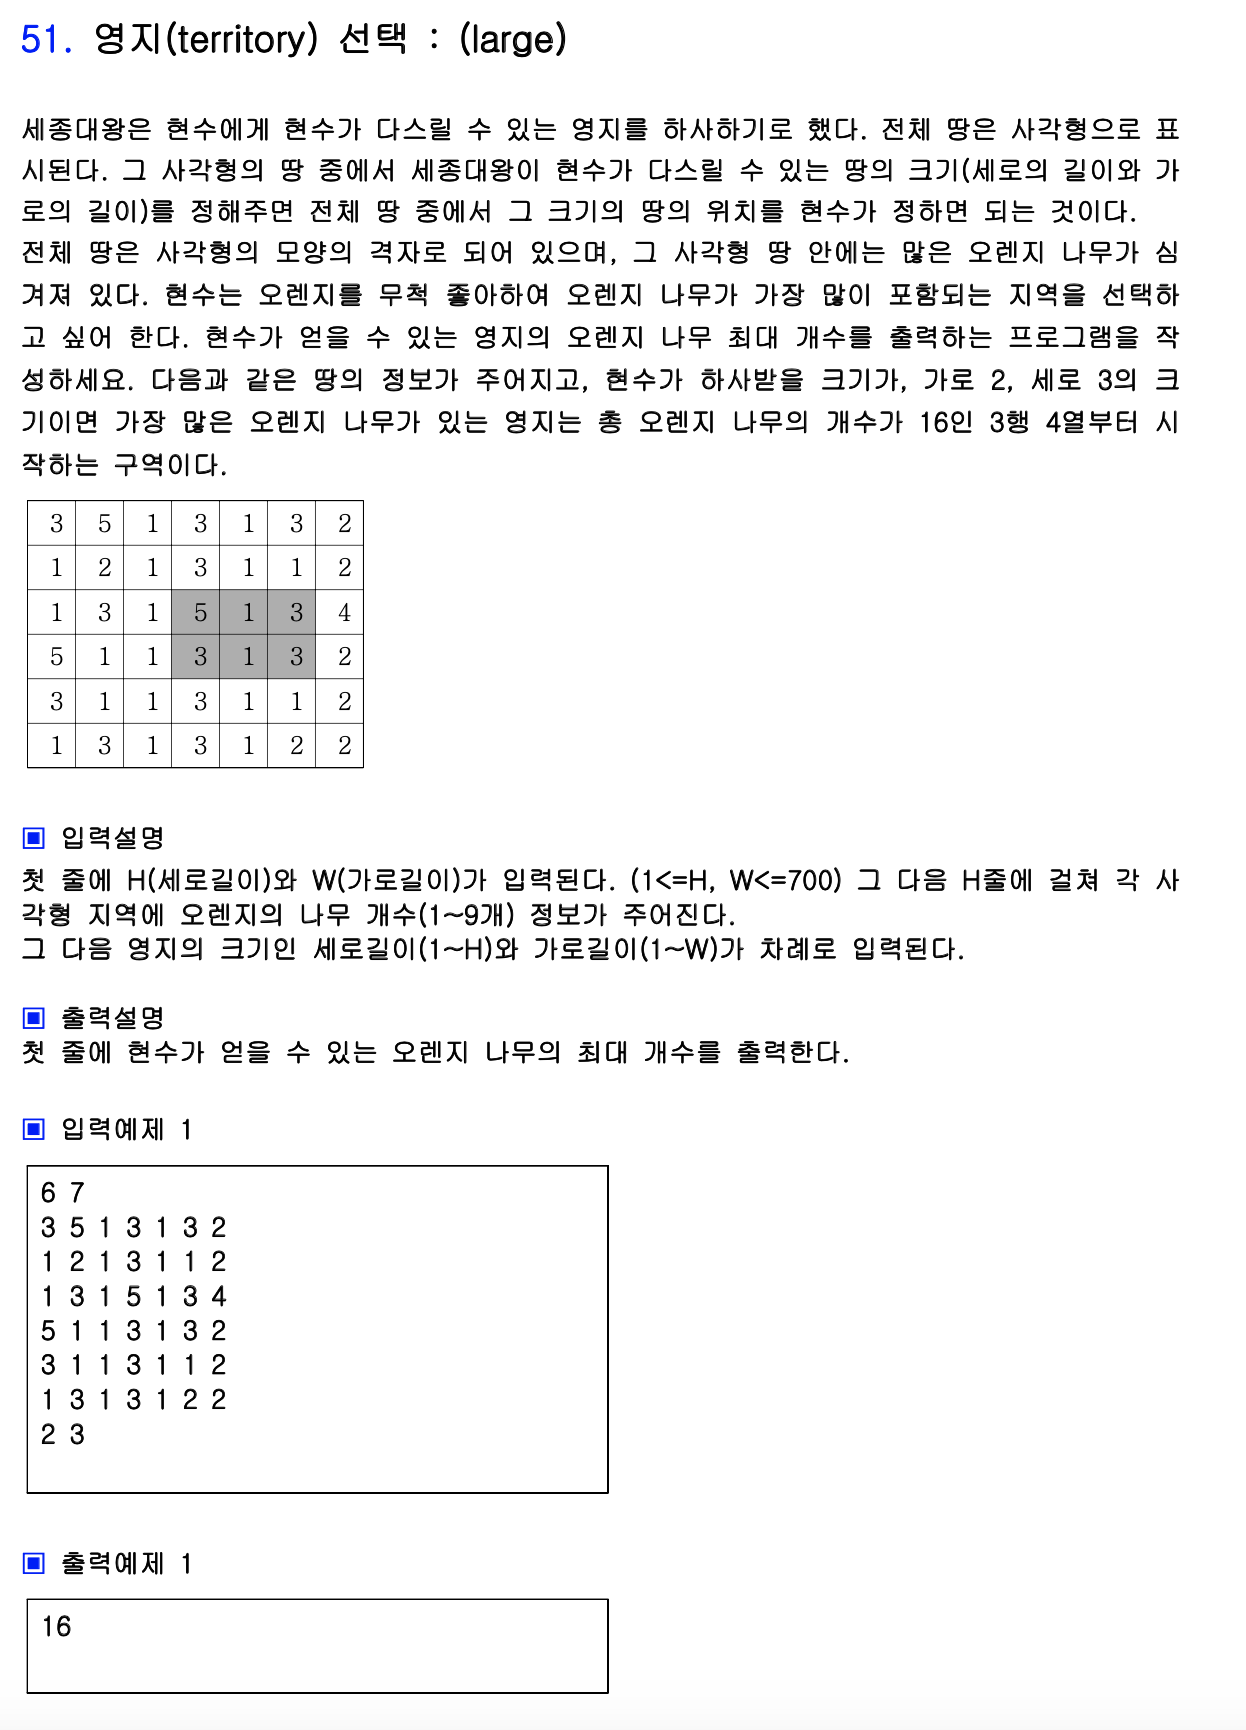 51. 영지(territory) 선택 : (large)
세종대왕은 현수에게 현수가 다스릴 수 있는 영지를 하사하기로 했다. 전체 땅은 사각형으로 표
시된다. 그 사각형의 땅 중에서 세종대왕이 현수가 다스릴 수 있는 땅의 크기(세로의 길이와 가
로의 길이)를 정해주면 전체 땅 중에서 그 크기의 땅의 위치를 현수가 정하면 되는 것이다.
전체 땅은 사각형의 모양의 격자로 되어 있으며, 그 사각형 땅 안에는 많은 오렌지 나무가 심
겨져 있다. 현수는 오렌지를 무척 좋아하여 오렌지 나무가 가장 많이 포함되는 지역을 선택하
고 싶어 한다. 현수가 얻을 수 있는 영지의 오렌지 나무 최대 개수를 출력하는 프로그램을 작
성하세요. 다음과 같은 땅의 정보가 주어지고, 현수가 하사받을 크기가, 가로 2, 세로 3의 크
기이면 가장 많은 오렌지 나무가 있는 영지는 총 오렌지 나무의 개수가 16인 3행 4열부터 시
작하는 구역이다.
3 5 1 3 1 3 2
1 2 1 3 1 1 2
1 3 1 5 1 3 4
5 1 1 3 1 3 2
3 1 1 3 1 1 2
1 3 1 3 1 2 2
▣ 입력설명
첫 줄에 H(세로길이)와 W(가로길이)가 입력된다. (1<=H, W<=700) 그 다음 H줄에 걸쳐 각 사
각형 지역에 오렌지의 나무 개수(1~9개) 정보가 주어진다.
그 다음 영지의 크기인 세로길이(1~H)와 가로길이(1~W)가 차례로 입력된다.
▣ 출력설명
첫 줄에 현수가 얻을 수 있는 오렌지 나무의 최대 개수를 출력한다.
▣ 입력예제 1
6 7
3 5 1 3 1 3 2
1 2 1 3 1 1 2
1 3 1 5 1 3 4
5 1 1 3 1 3 2
3 1 1 3 1 1 2
1 3 1 3 1 2 2
2 3
▣ 출력예제 1
16